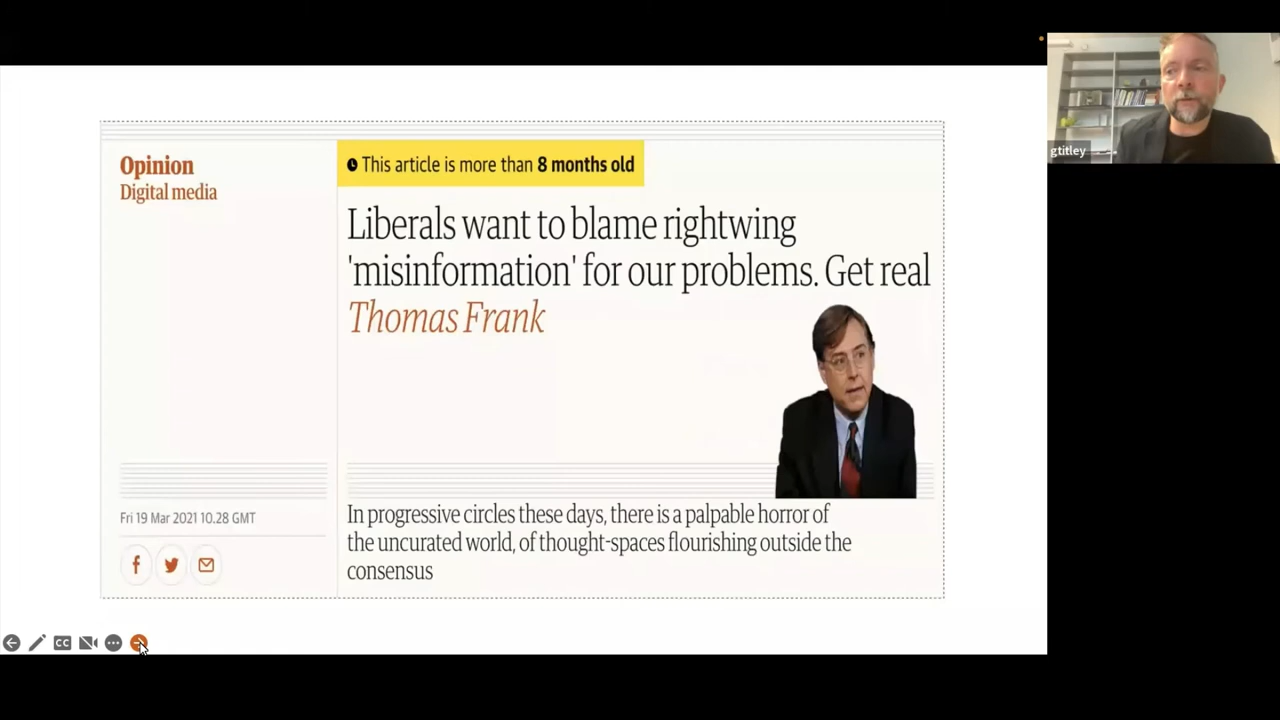 Opinion
Digital media
This article is more than 8 months old
Liberals want to blame rightwing
'misinformation' for our problems. Get real
Thomas Frank
Fri 19 Mar 2021 10.28 GMT
In progressive circles these days, there is a palpable horror of
the uncurated world, of thought-spaces flourishing outside the
consensus
CC
gtitley